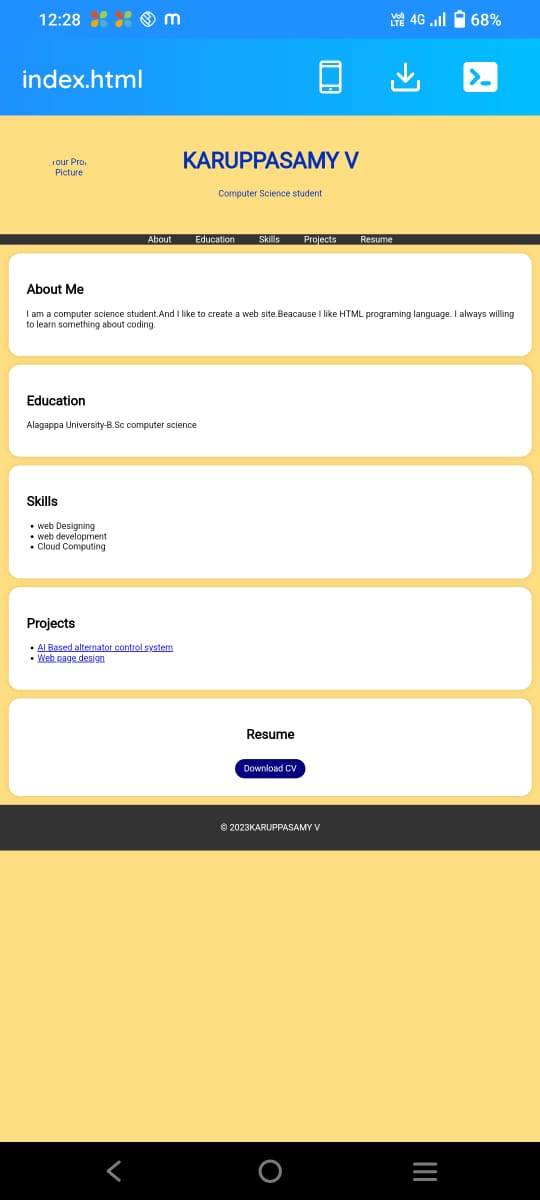 12:28
VoI) LTE 4G 68%
index.html
our Pro
Picture
KARUPPASAMY V
Computer Science student
About Education Skills Projects Resume
About Me
I am a computer science student.And I like to create a web site.Beacause I like HTML programing language. I always willing
to learn something about coding.
Education
Alagappa University-B.Sc computer science
Skills
• web Designing
• web development
• Cloud Computing
Projects
• AI Based alternator control system
• Web page design
Resume
Download CV
© 2023KARUPPASAMY V